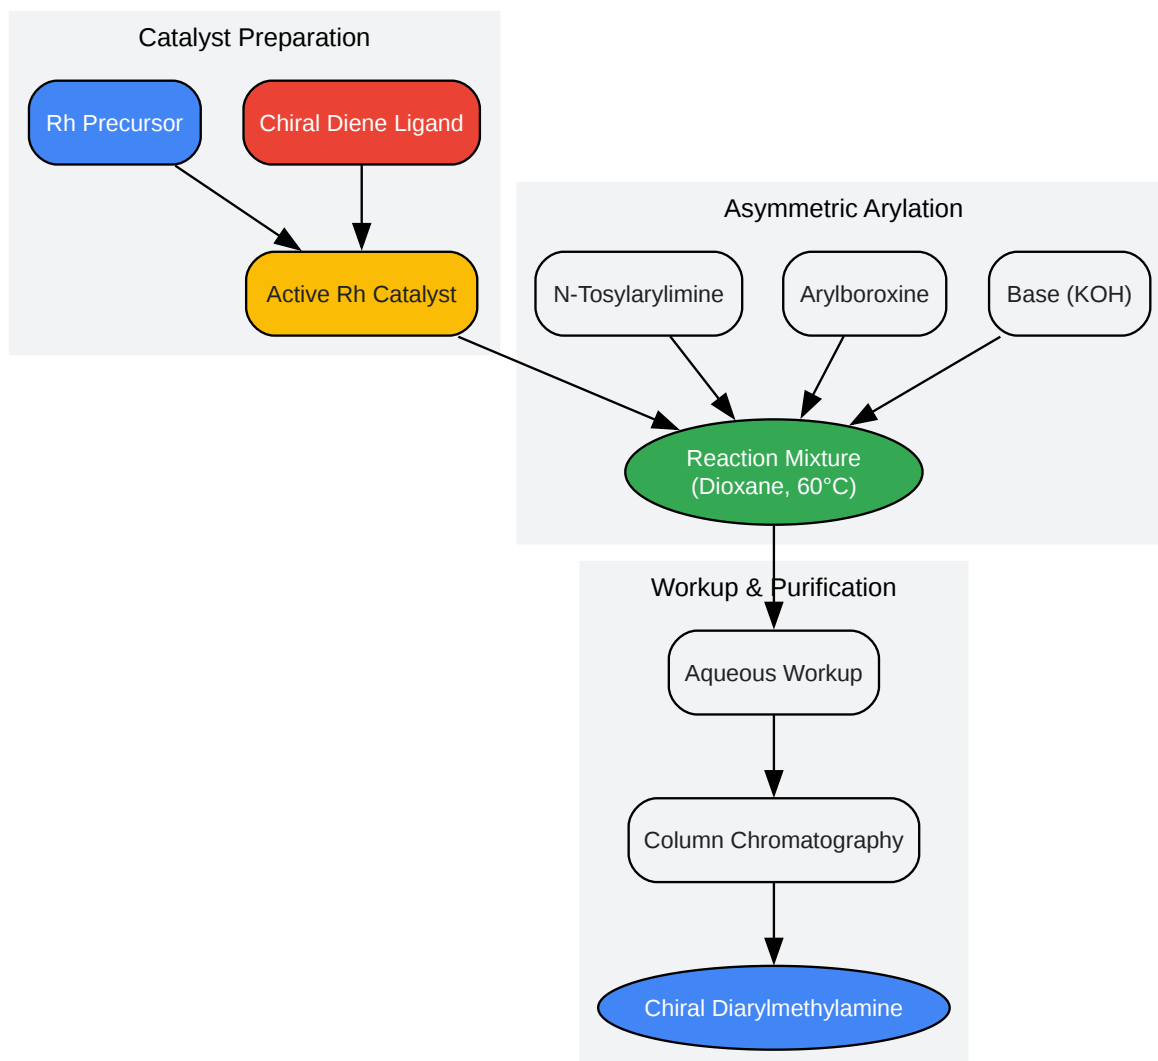 Catalyst Preparation
Rh Precursor
Chiral Diene Ligand
Active Rh Catalyst
Asymmetric Arylation
N-Tosylarylimine
Arylboroxine
Base (KOH)
Reaction Mixture
(Dioxane, 60°C)
Workup & Purification
Aqueous Workup
Column Chromatography
Chiral Diarylmethylamine